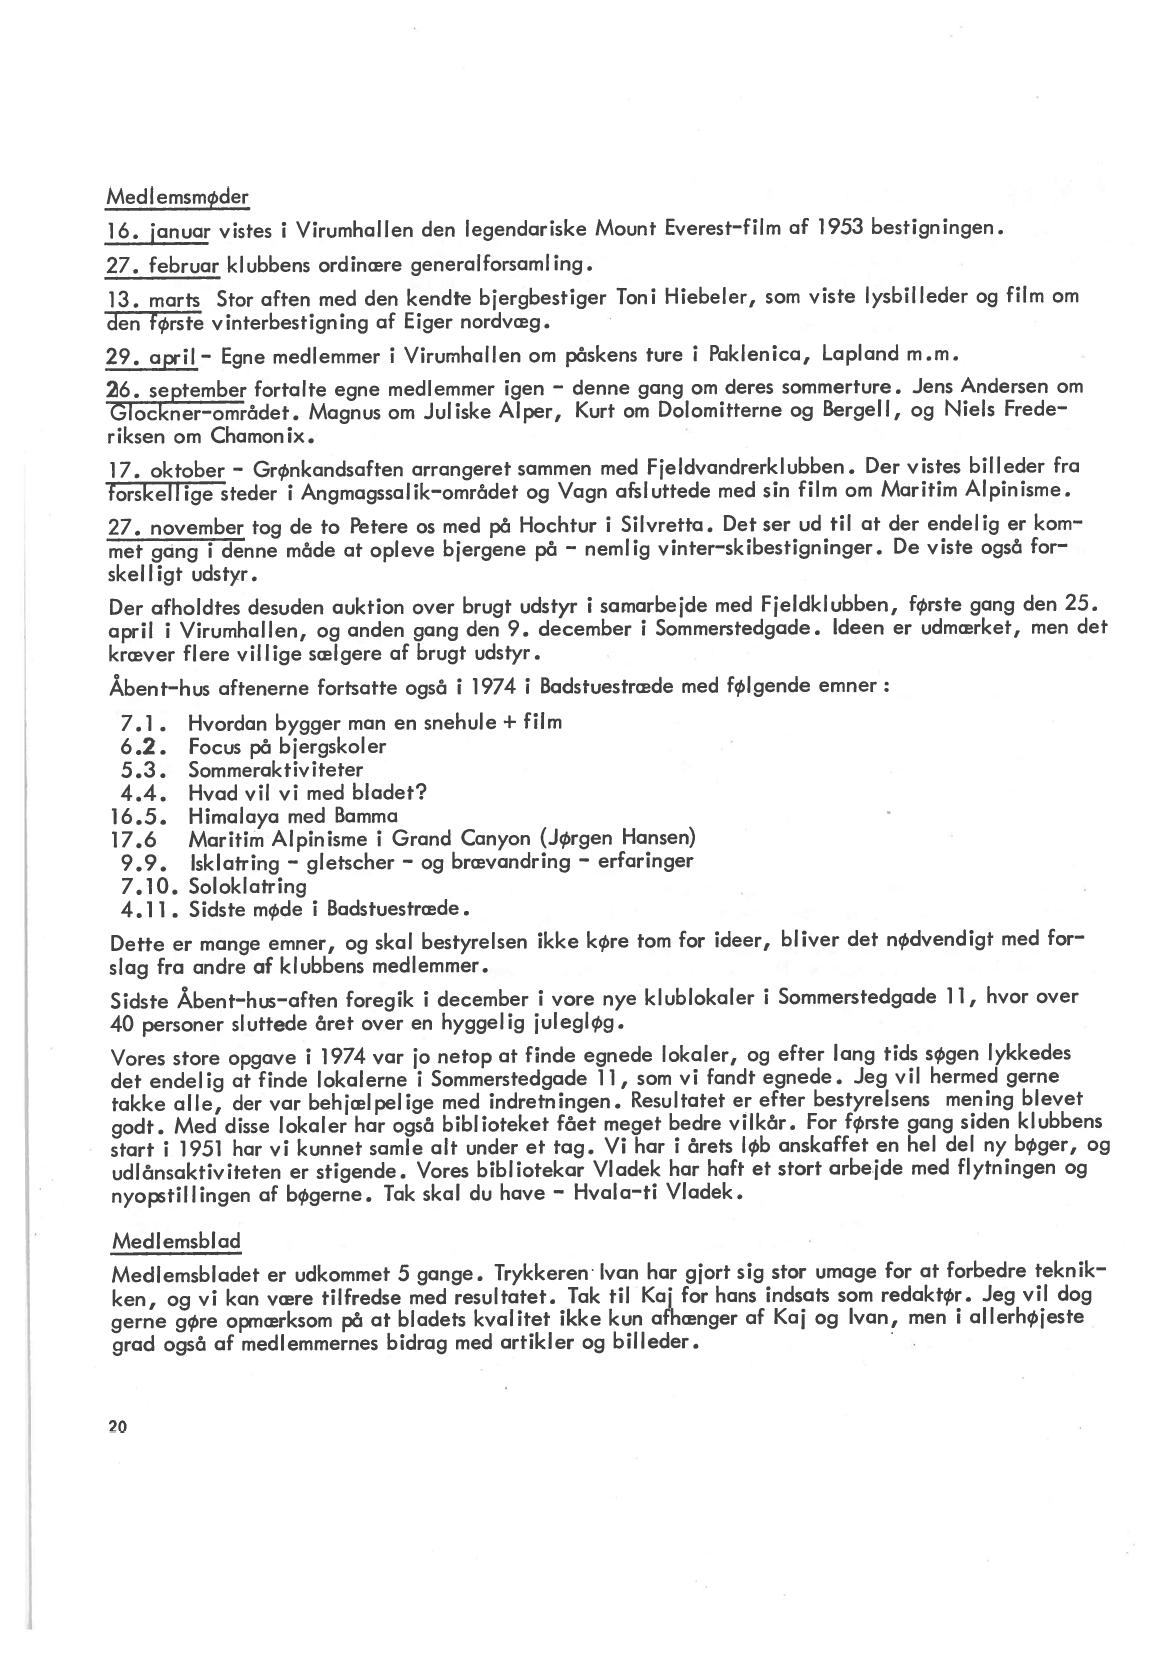 Medlemsmøder
16. januar vistes i Virumhallen den legendariske Mount Everest-film af 1953 bestigningen.
27. februar klubbens ordinære generalforsamling.
13. marts Stor aften med den kendte bjergbestiger Toni Hiebeler, som viste lysbilleder og film om
den første vinterbestigning af Eiger nordvæg.
29. april - Egne medlemmer i Virumhallen om påskens ture i Paklenica, Lapland m.m.
26. september fortalte egne medlemmer igen - denne gang om deres sommerture. Jens Andersen om
Glockner-området. Magnus om Juliske Alper, Kurt om Dolomitterne og Bergell, og Niels Frede-
riksen om Chamonix.
17. oktober - Grønkandsaften arrangeret sammen med Fjeldvandrerklubben. Der vistes billeder fra
forskellige steder i Angmagssalik-området og Vagn afsluttede med sin film om Maritim Alpinisme.
27. november tog de to Petere os med på Hochtur i Silvretta. Det ser ud til at der endelig er kom-
met gang i denne måde at opleve bjergene på - nemlig vinter-skibestigninger. De viste også for-
skelligt udstyr.
Der afholdtes desuden auktion over brugt udstyr i samarbejde med Fjeldklubben, første gang den 25.
april i Virumhallen, og anden gang den 9. december i Sommerstedgade. Ideen er udmærket, men det
kræver flere villige sælgere af brugt udstyr.
Åbent-hus aftenerne fortsatte også i 1974 i Badstuestræde med følgende emner :
7.1. Hvordan bygger man en snehule + film
6.2. Focus på bjergskoler
5.3. Sommeraktiviteter
4.4. Hvad vil vi med bladet?
16.5. Himalaya med Bamma
17.6 Maritim Alpinisme i Grand Canyon (Jørgen Hansen)
9.9. Isklatring - gletscher - og brævandring - erfaringer
7.10. Soloklatring
4.11. Sidste møde i Badstuestræde.
Dette er mange emner, og skal bestyrelsen ikke køre tom for ideer, bliver det nødvendigt med for-
slag fra andre af klubbens medlemmer.
Sidste Åbent-hus-aften foregik i december i vore nye klublokaler i Sommerstedgade 11, hvor over
40 personer sluttede året over en hyggelig julegløg.
Vores store opgave i 1974 var jo netop at finde egnede lokaler, og efter lang tids søgen lykkedes
det endelig at finde lokalerne i Sommerstedgade 11, som vi fandt egnede. Jeg vil hermed gerne
takke alle, der var behjælpelige med indretningen. Resultatet er efter bestyrelsens mening blevet
godt. Med disse lokaler har også biblioteket fået meget bedre vilkår. For første gang siden klubbens
start i 1951 har vi kunnet samle alt under et tag. Vi har i årets løb anskaffet en hel del ny bøger, og
udlånsaktiviteten er stigende. Vores bibliotekar Vladek har haft et stort arbejde med flytningen og
nyopstillingen af bøgerne. Tak skal du have - Hvala-ti Vladek.
Medlemsblad
Medlemsbladet er udkommet 5 gange. Trykkeren Ivan har gjort sig stor umage for at forbedre teknik-
ken, og vi kan være tilfredse med resultatet. Tak til Kaj for hans indsats som redaktør. Jeg vil dog
gerne gøre opmærksom på at bladets kvalitet ikke kun afhænger af Kaj og Ivan, men i allerhøjeste
grad også af medlemmernes bidrag med artikler og billeder.
20